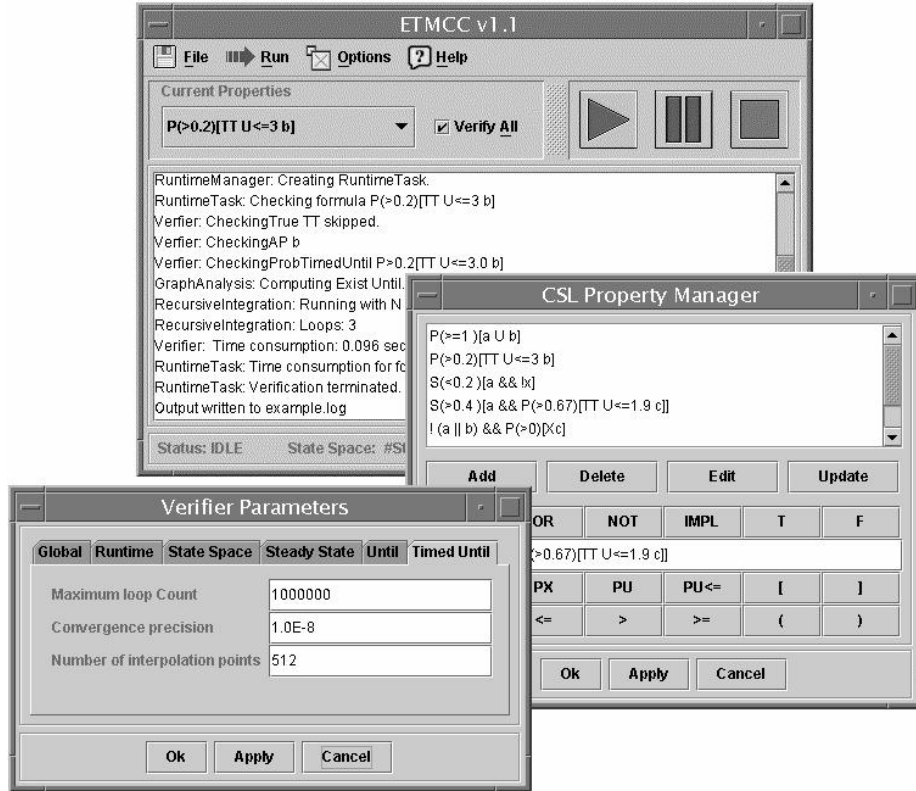 ETMCC v1.1
File Run Options ? Help
Current Properties
P(>0.2)[TT U<=3 b]
Verify All
RuntimeManager: Creating RuntimeTask.
RuntimeTask: Checking formula P(>0.2)[TT U<=3 b]
Verfier: CheckingTrue TT skipped.
Verfier: CheckingAP b
Verfier: CheckingProbTimedUntil P>0.2[TT U<=3.0 b]
GraphAnalysis: Computing Exist Until.
RecursiveIntegration: Running with N
RecursiveIntegration: Loops: 3
Verifier: Time consumption: 0.096 sec
RuntimeTask: Time consumption for fo
RuntimeTask: Verification terminated.
Output written to example.log
Status: IDLE State Space: #St
CSL Property Manager
P(>=1 )[a U b]
P(>0.2)[TT U<=3 b]
S(<0.2 )[a && !x]
S(>0.4 )[a && P(>0.67)[TT U<=1.9 c]]
! (a || b) && P(>0)[Xc]
Add Delete Edit Update
OR NOT IMPL T F
(>0.67)[TT U<=1.9 c]]
PX PU PU<= [ ]
<= > >= ( )
Ok Apply Cancel
Verifier Parameters
Global Runtime State Space Steady State Until Timed Until
Maximum loop Count 1000000
Convergence precision 1.0E-8
Number of interpolation points 512
Ok Apply Cancel